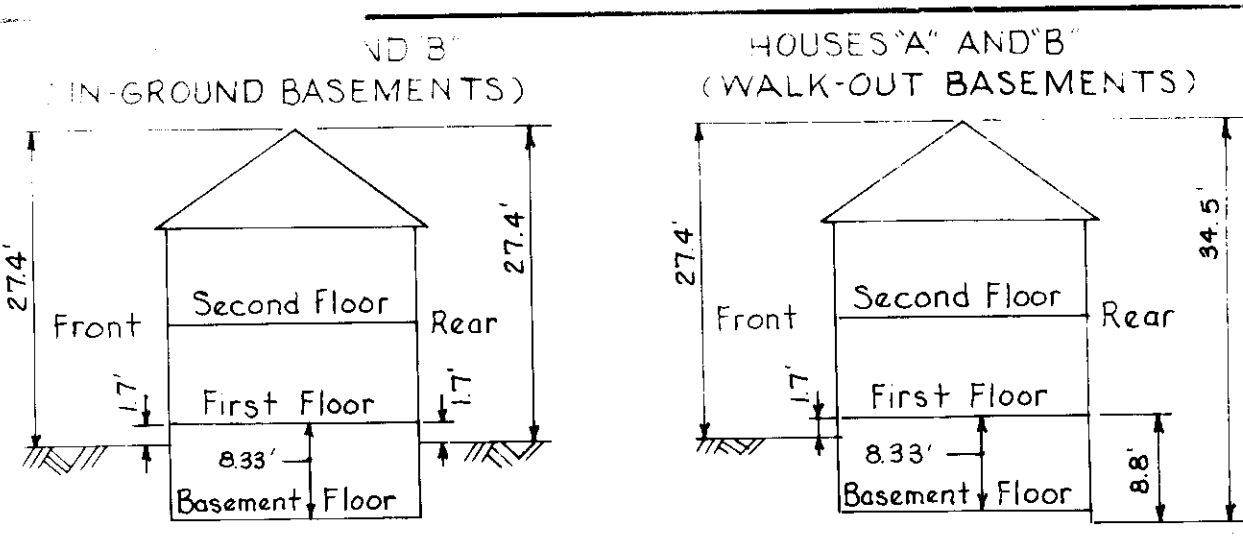 ND "B"
IN-GROUND BASEMENTS)
27.4'
27.4'
Second Floor
Front
Rear
1.7'
1.7'
First Floor
8.33'
Basement Floor
HOUSES "A" AND "B"
(WALK-OUT BASEMENTS)
27.4'
34.5'
Second Floor
Front
Rear
1.7'
First Floor
8.33'
8.8'
Basement Floor